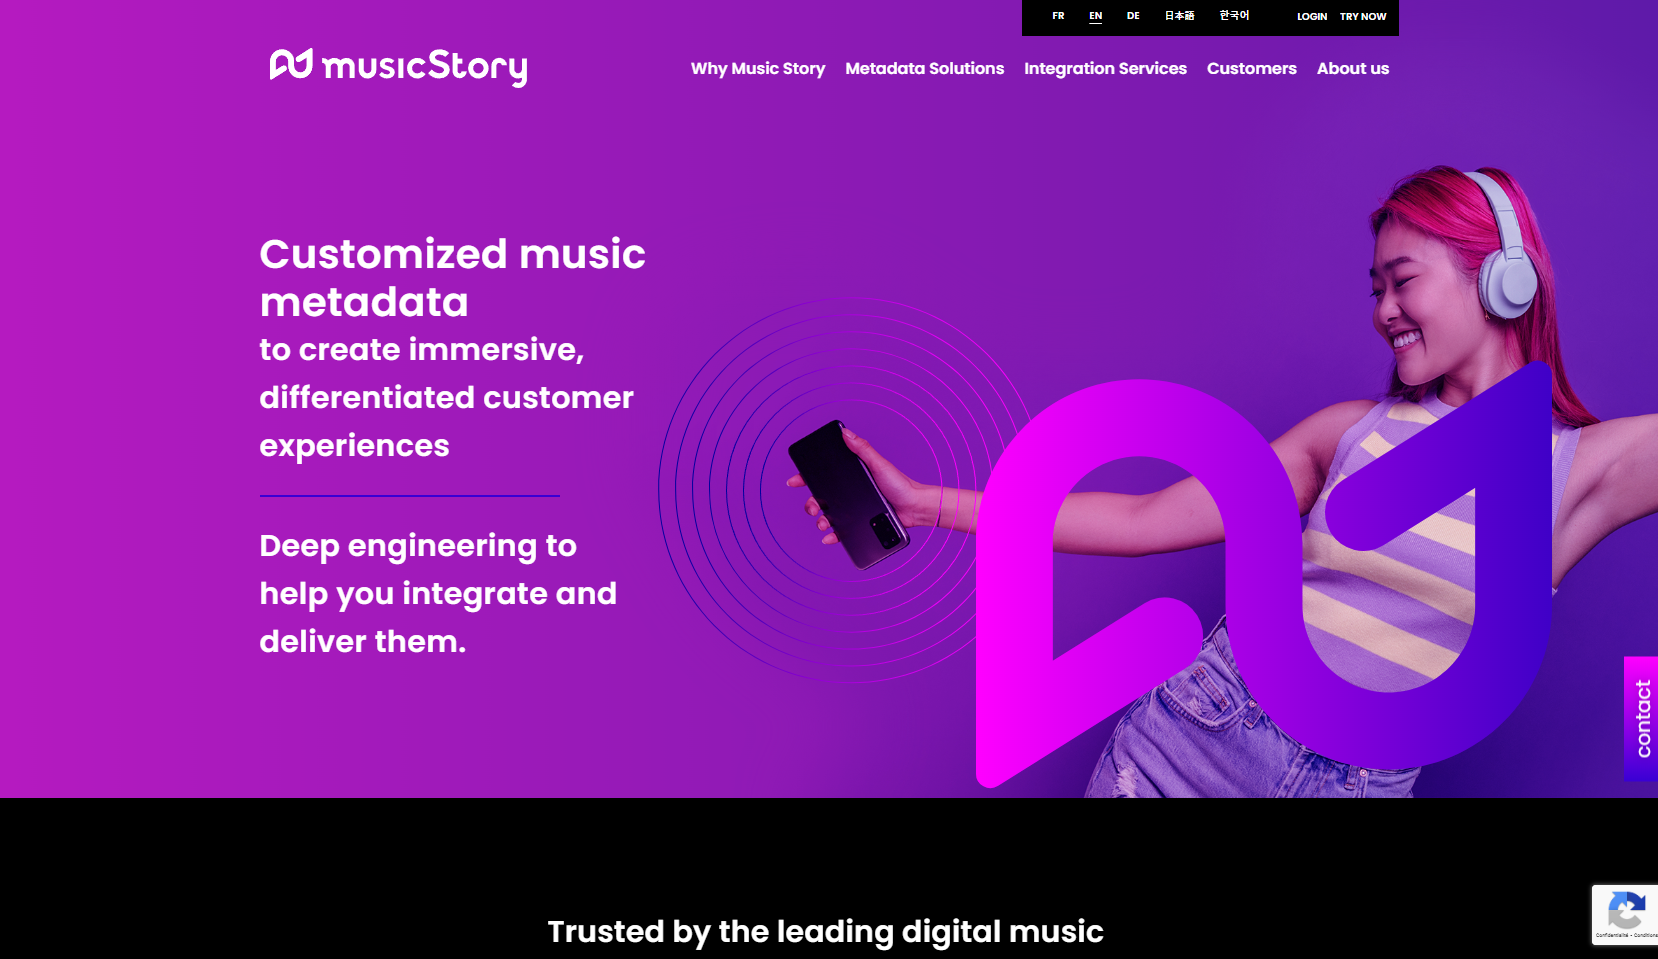 FR EN DE 日本語 한국어 LOGIN TRY NOW
musicStory
Why Music Story Metadata Solutions Integration Services Customers About us
Customized music
metadata
to create immersive,
differentiated customer
experiences
Deep engineering to
help you integrate and
deliver them.
contact
Trusted by the leading digital music
Confidentialité - Conditions